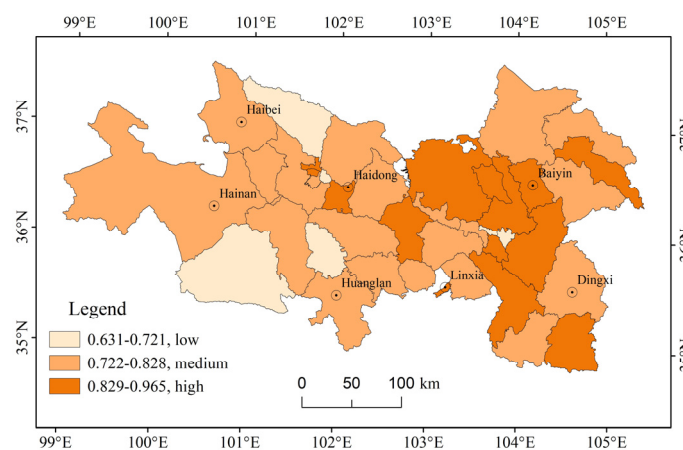 99°E 100°E 101°E 102°E 103°E 104°E 105°E
37°N
Haibei
Haidong
Baiyin
Hainan
36°N
Huanglan
Linxia
Dingxi
35°N
Legend
0.631-0.721, low
0.722-0.828, medium
0.829-0.965, high
0 50 100 km
99°E 100°E 101°E 102°E 103°E 104°E 105°E